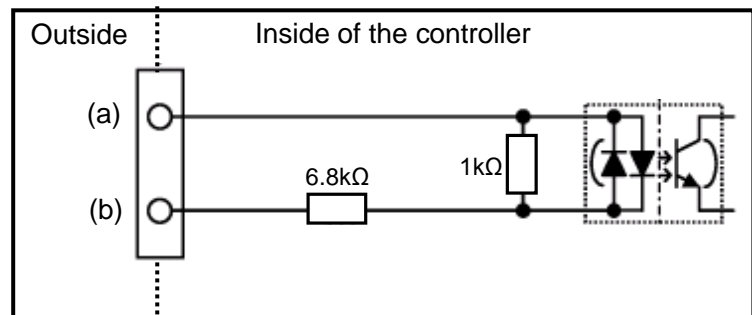 Outside Inside of the controller
(a)
6.8kΩ 1kΩ
(b)